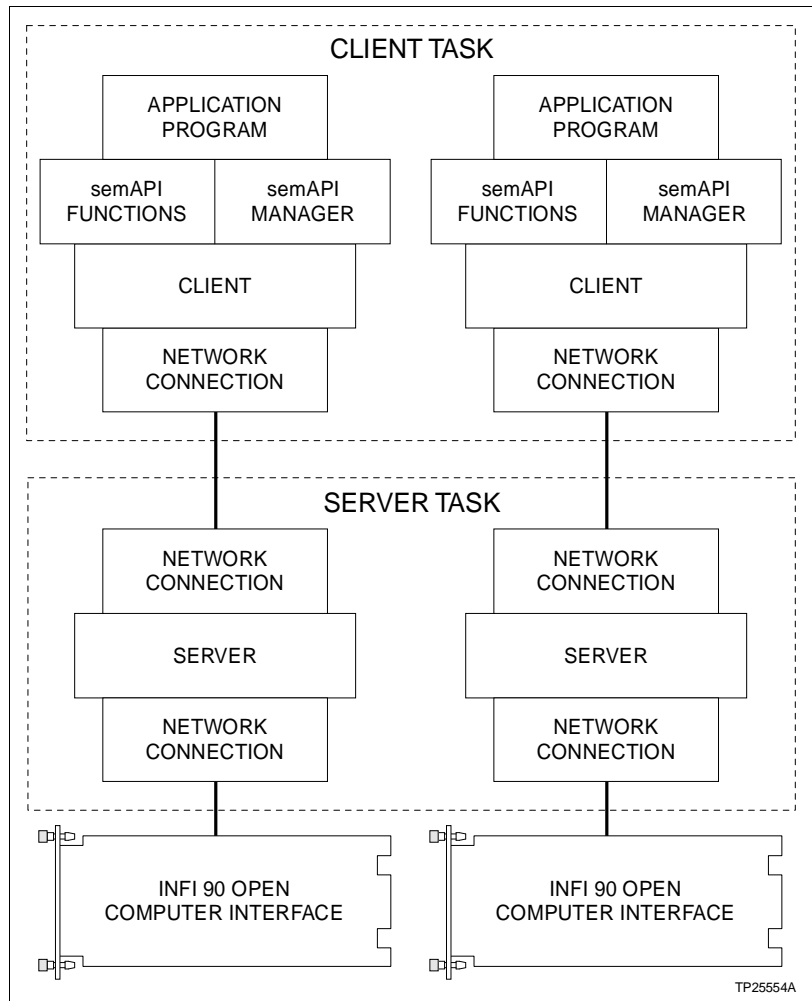 CLIENT TASK
APPLICATION
PROGRAM
APPLICATION
PROGRAM
semAPI
FUNCTIONS
semAPI
MANAGER
semAPI
FUNCTIONS
semAPI
MANAGER
CLIENT
CLIENT
NETWORK
CONNECTION
NETWORK
CONNECTION
SERVER TASK
NETWORK
CONNECTION
NETWORK
CONNECTION
SERVER
SERVER
NETWORK
CONNECTION
NETWORK
CONNECTION
INFI 90 OPEN
COMPUTER INTERFACE
INFI 90 OPEN
COMPUTER INTERFACE
TP25554A